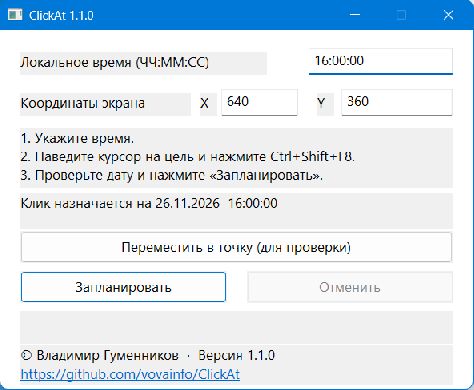 ClickAt 1.1.0
Локальное время (ЧЧ:ММ:СС) 16:00:00
Координаты экрана X 640 Y 360
1. Укажите время.
2. Наведите курсор на цель и нажмите Ctrl+Shift+F8.
3. Проверьте дату и нажмите «Запланировать».
Клик назначается на 26.11.2026 16:00:00
Переместить в точку (для проверки)
Запланировать Отменить
© Владимир Гуменников · Версия 1.1.0
https://github.com/vovainfo/ClickAt